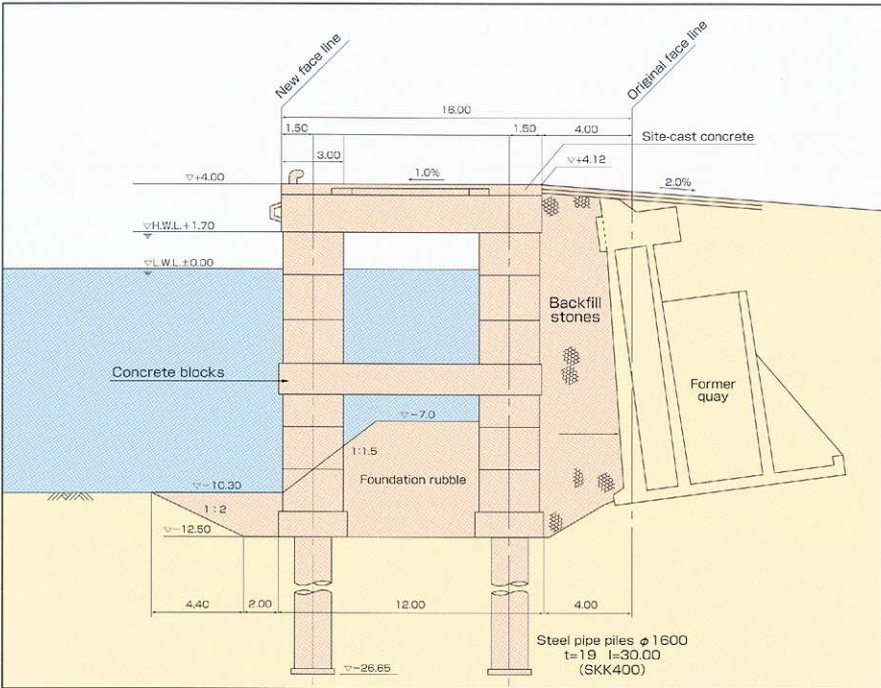 New face line
Original face line
16.00
1.50
1.50
4.00
Site-cast concrete
3.00
▽+4.12
▽+4.00
1.0%
2.0%
▽H.W.L.+1.70
▽L.W.L.±0.00
Backfill
stones
Concrete blocks
Former
quay
▽-7.0
1:1.5
Foundation rubble
▽-10.30
1:2
▽-12.50
4.40
2.00
12.00
4.00
Steel pipe piles φ1600
t=19 l=30.00
(SKK400)
▽-26.65